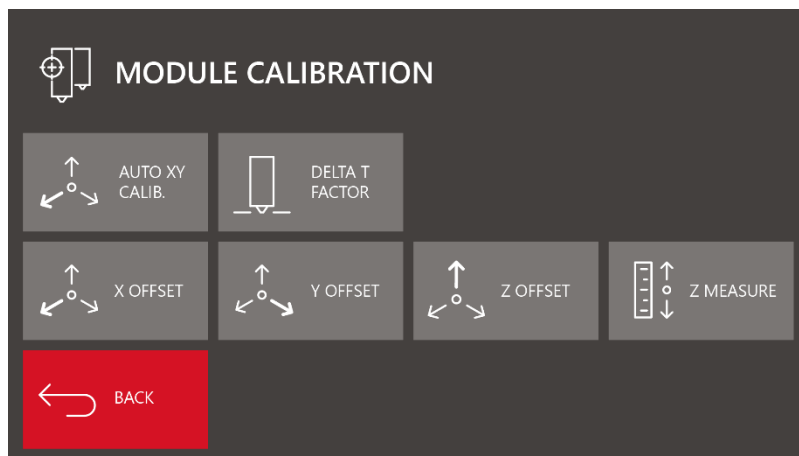 MODULE CALIBRATION
AUTO XY
CALIB.
DELTA T
FACTOR
X OFFSET
Y OFFSET
Z OFFSET
Z MEASURE
BACK